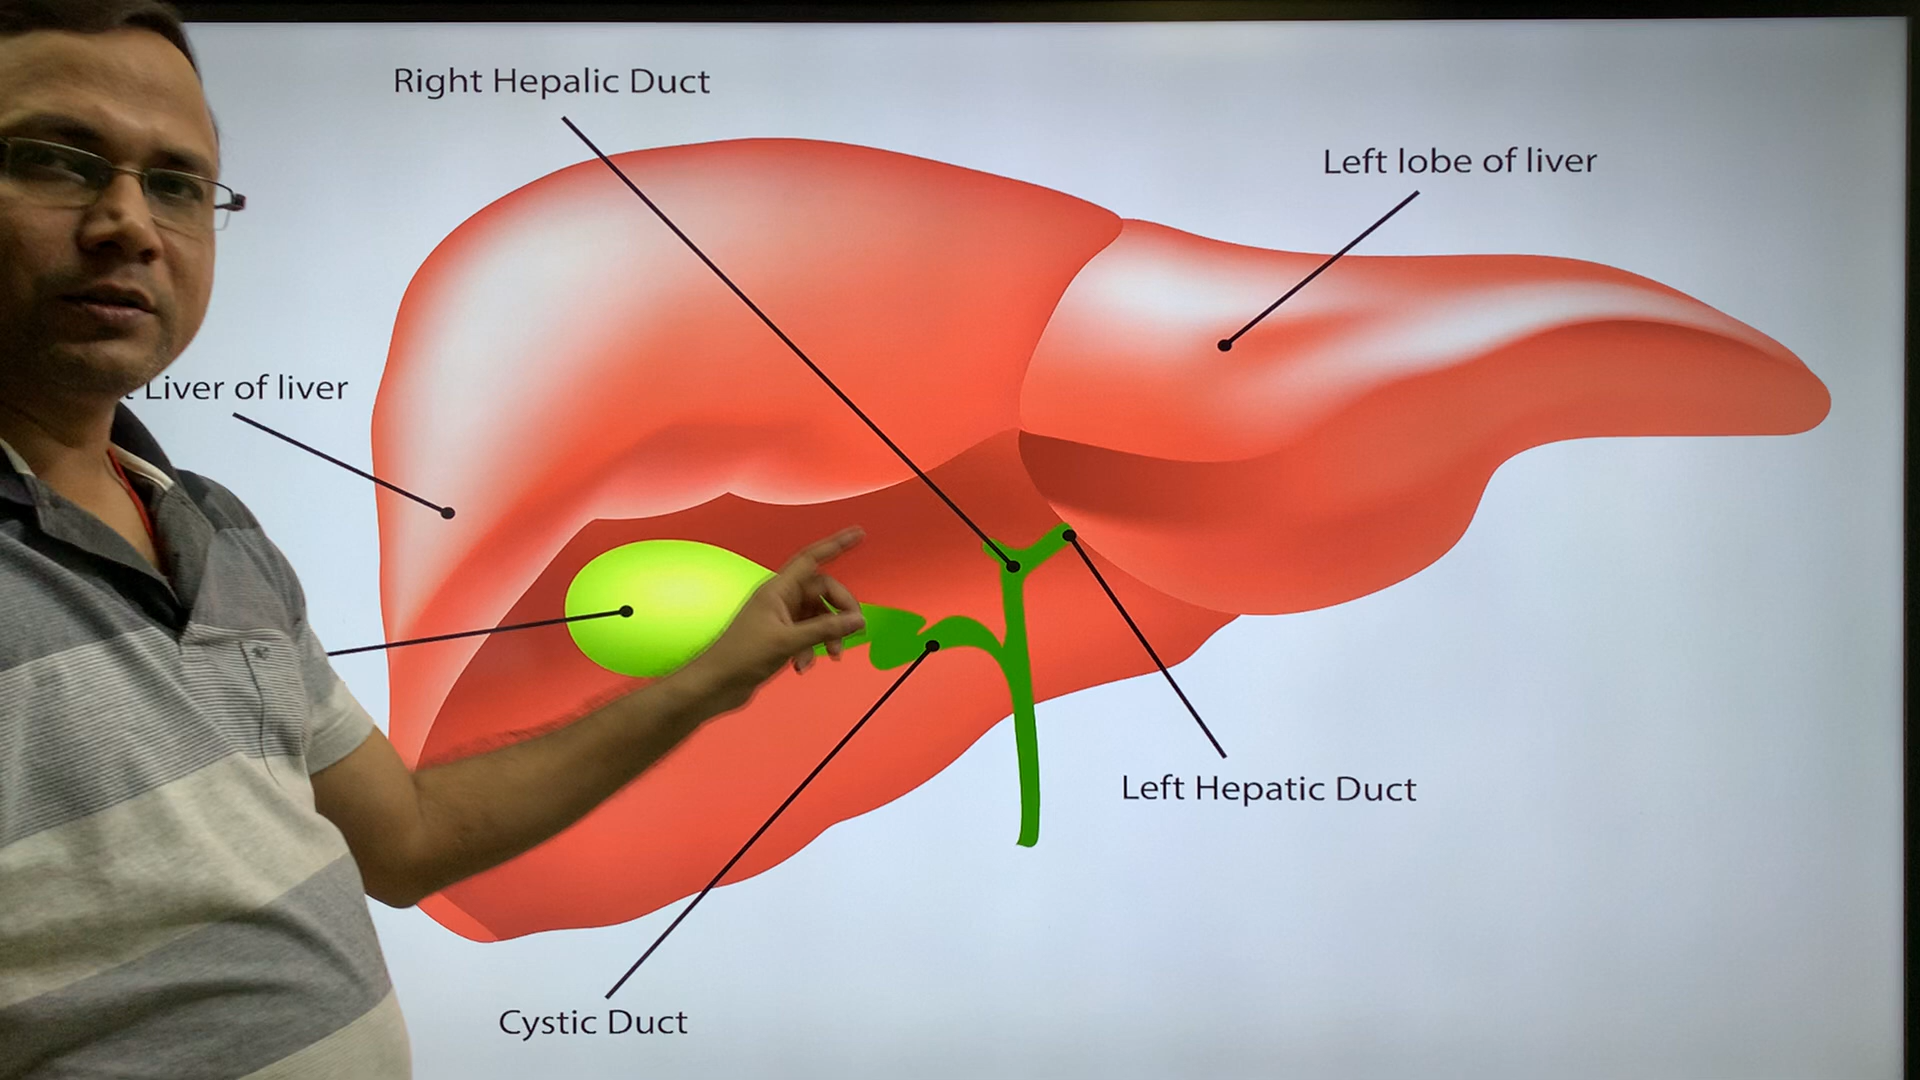 Right Hepalic Duct
Left lobe of liver
Liver of liver
Left Hepatic Duct
Cystic Duct